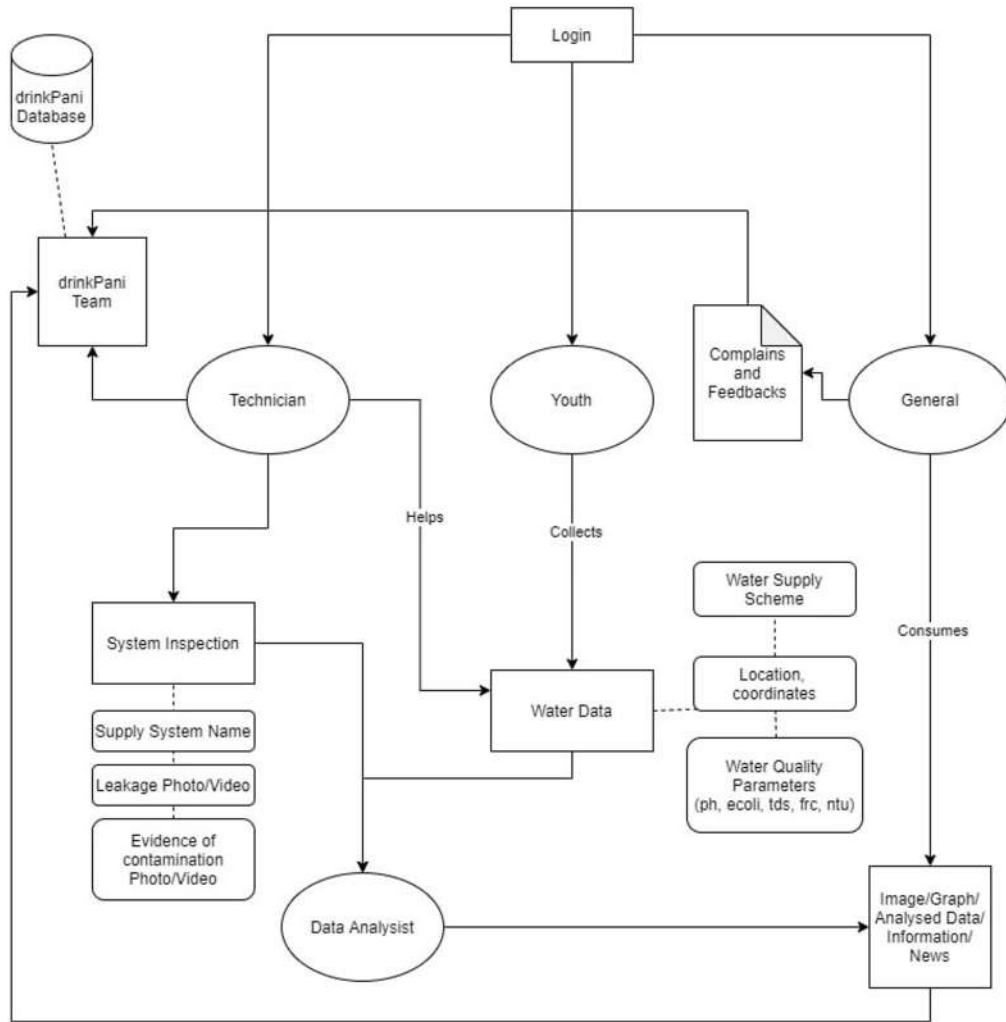 Login
drinkPani
Database
drinkPani
Team
Technician
Youth
Complains
and
Feedbacks
General
Helps
Collects
Consumes
Water Supply
Scheme
System Inspection
Location,
coordinates
Water Data
Supply System Name
Leakage Photo/Video
Water Quality
Parameters
(ph, ecoli, tds, frc, ntu)
Evidence of
contamination
Photo/Video
Data Analysist
Image/Graph/
Analysed Data/
Information/
News